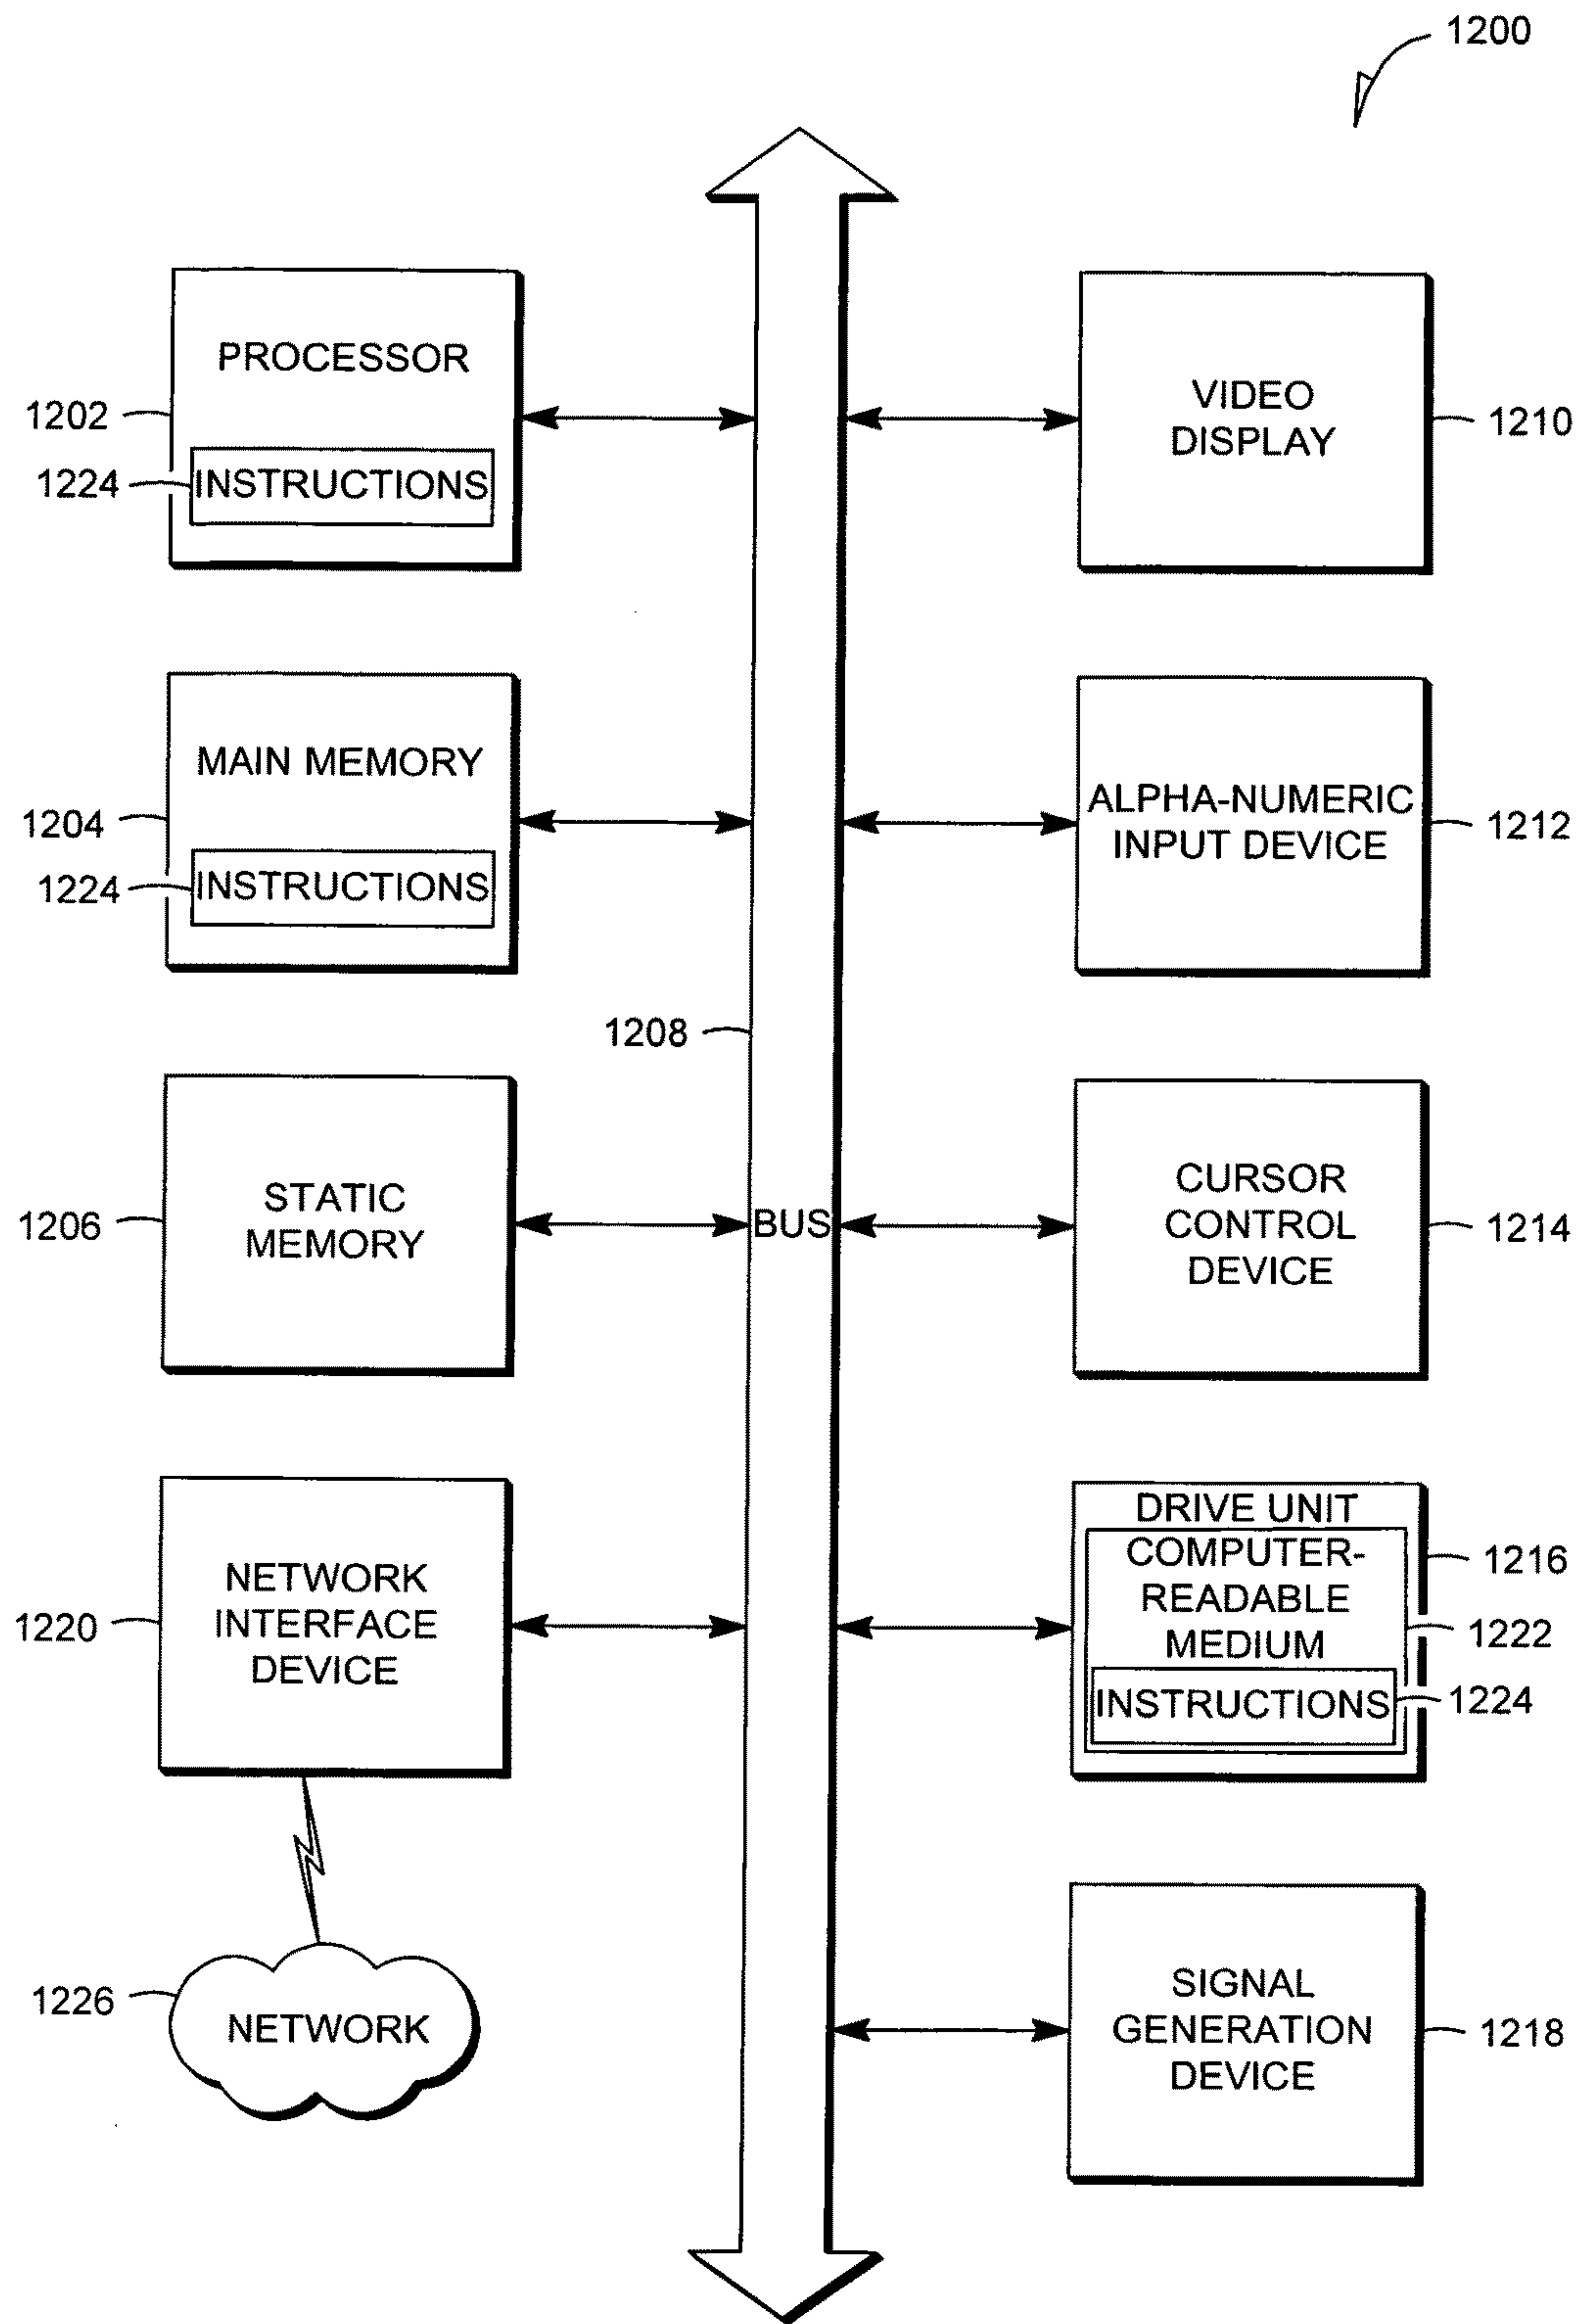 1200
PROCESSOR
1202
1224
INSTRUCTIONS
VIDEO
DISPLAY
1210
MAIN MEMORY
1204
1224
INSTRUCTIONS
ALPHA-NUMERIC
INPUT DEVICE
1212
1208
STATIC
MEMORY
1206
BUS
CURSOR
CONTROL
DEVICE
1214
NETWORK
INTERFACE
DEVICE
1220
DRIVE UNIT
COMPUTER-
READABLE
MEDIUM
INSTRUCTIONS
1216
1222
1224
1226
NETWORK
SIGNAL
GENERATION
DEVICE
1218